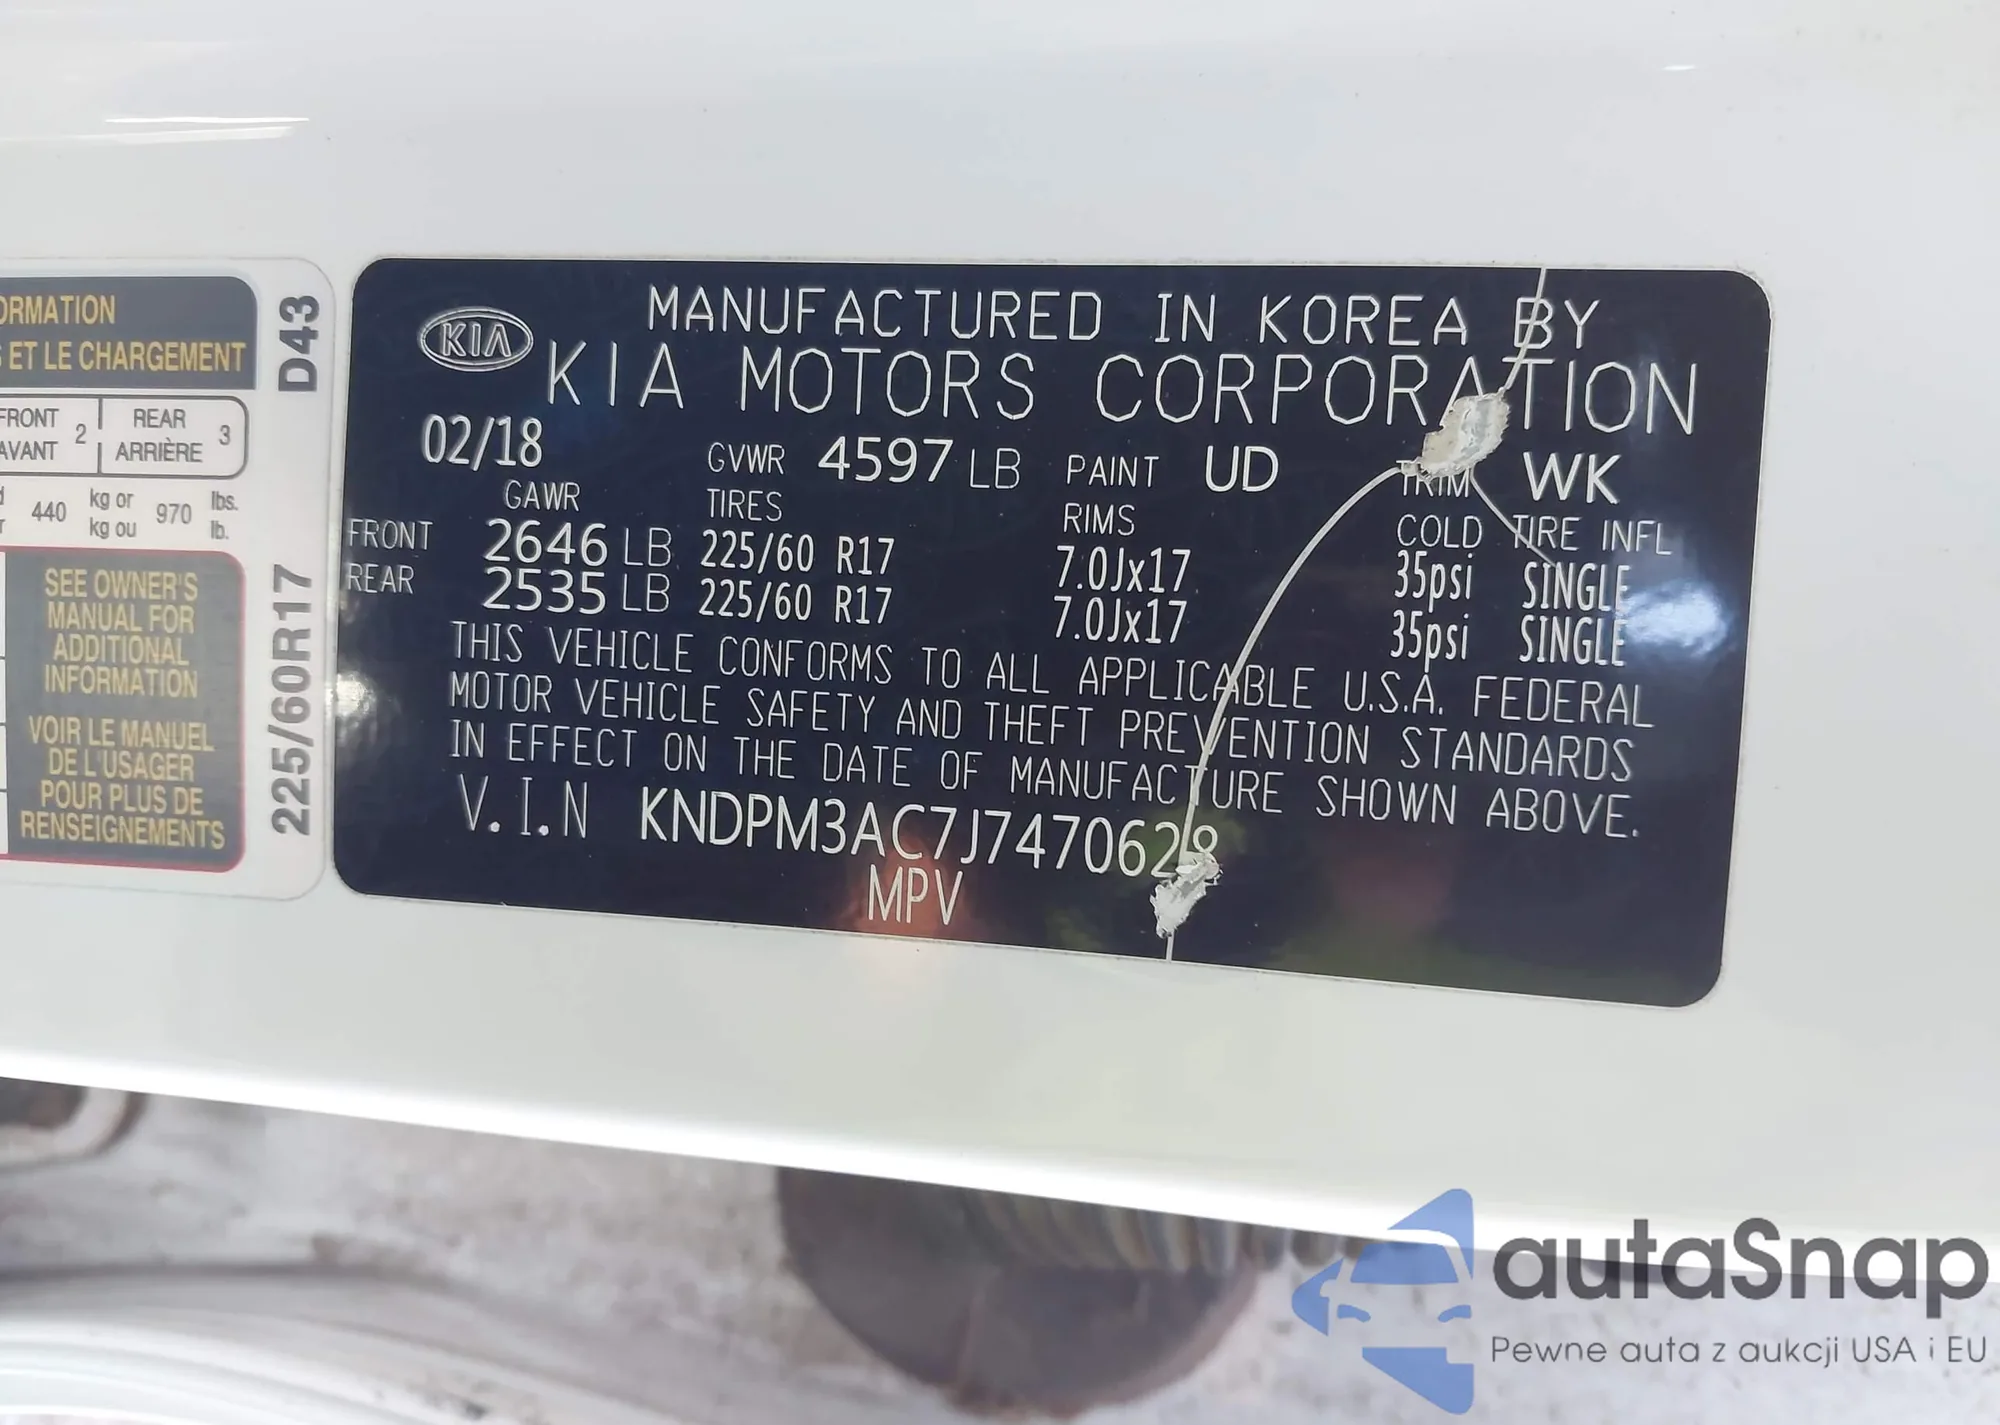 ORMATION
S ET LE CHARGEMENT
FRONT
AVANT 2
REAR
ARRIÈRE 3
440 kg or
kg ou 970 lbs.
lb.
SEE OWNER'S
MANUAL FOR
ADDITIONAL
INFORMATION
VOIR LE MANUEL
DE L'USAGER
POUR PLUS DE
RENSEIGNEMENTS
225/60R17 D43
KIA
MANUFACTURED IN KOREA BY
KIA MOTORS CORPORATION
02/18 GVWR 4597 LB PAINT UD TRIM WK
GAWR TIRES RIMS COLD TIRE INFL
FRONT 2646 LB 225/60 R17 7.0Jx17 35psi SINGLE
REAR 2535 LB 225/60 R17 7.0Jx17 35psi SINGLE
THIS VEHICLE CONFORMS TO ALL APPLICABLE U.S.A. FEDERAL
MOTOR VEHICLE SAFETY AND THEFT PREVENTION STANDARDS
IN EFFECT ON THE DATE OF MANUFACTURE SHOWN ABOVE.
V.I.N KNDPM3AC7J7470628
MPV
autaSnap
Pewne auta z aukcji USA i EU